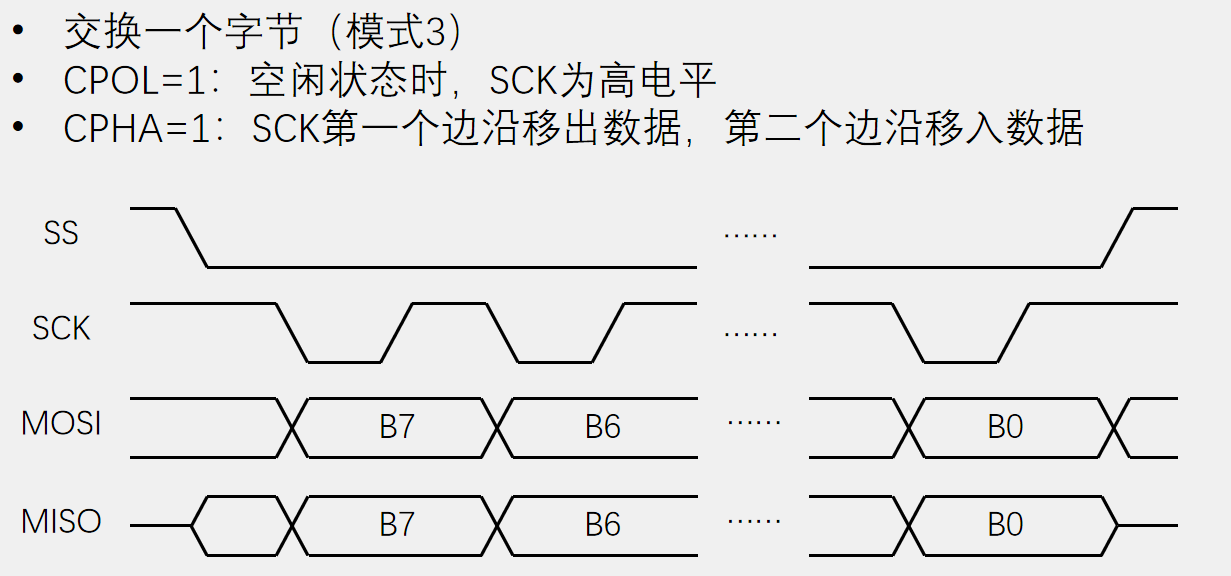 • 交换一个字节（模式3）
• CPOL=1：空闲状态时，SCK为高电平
• CPHA=1：SCK第一个边沿移出数据，第二个边沿移入数据
SS ……
SCK ……
MOSI B7 B6 …… B0
MISO B7 B6 …… B0